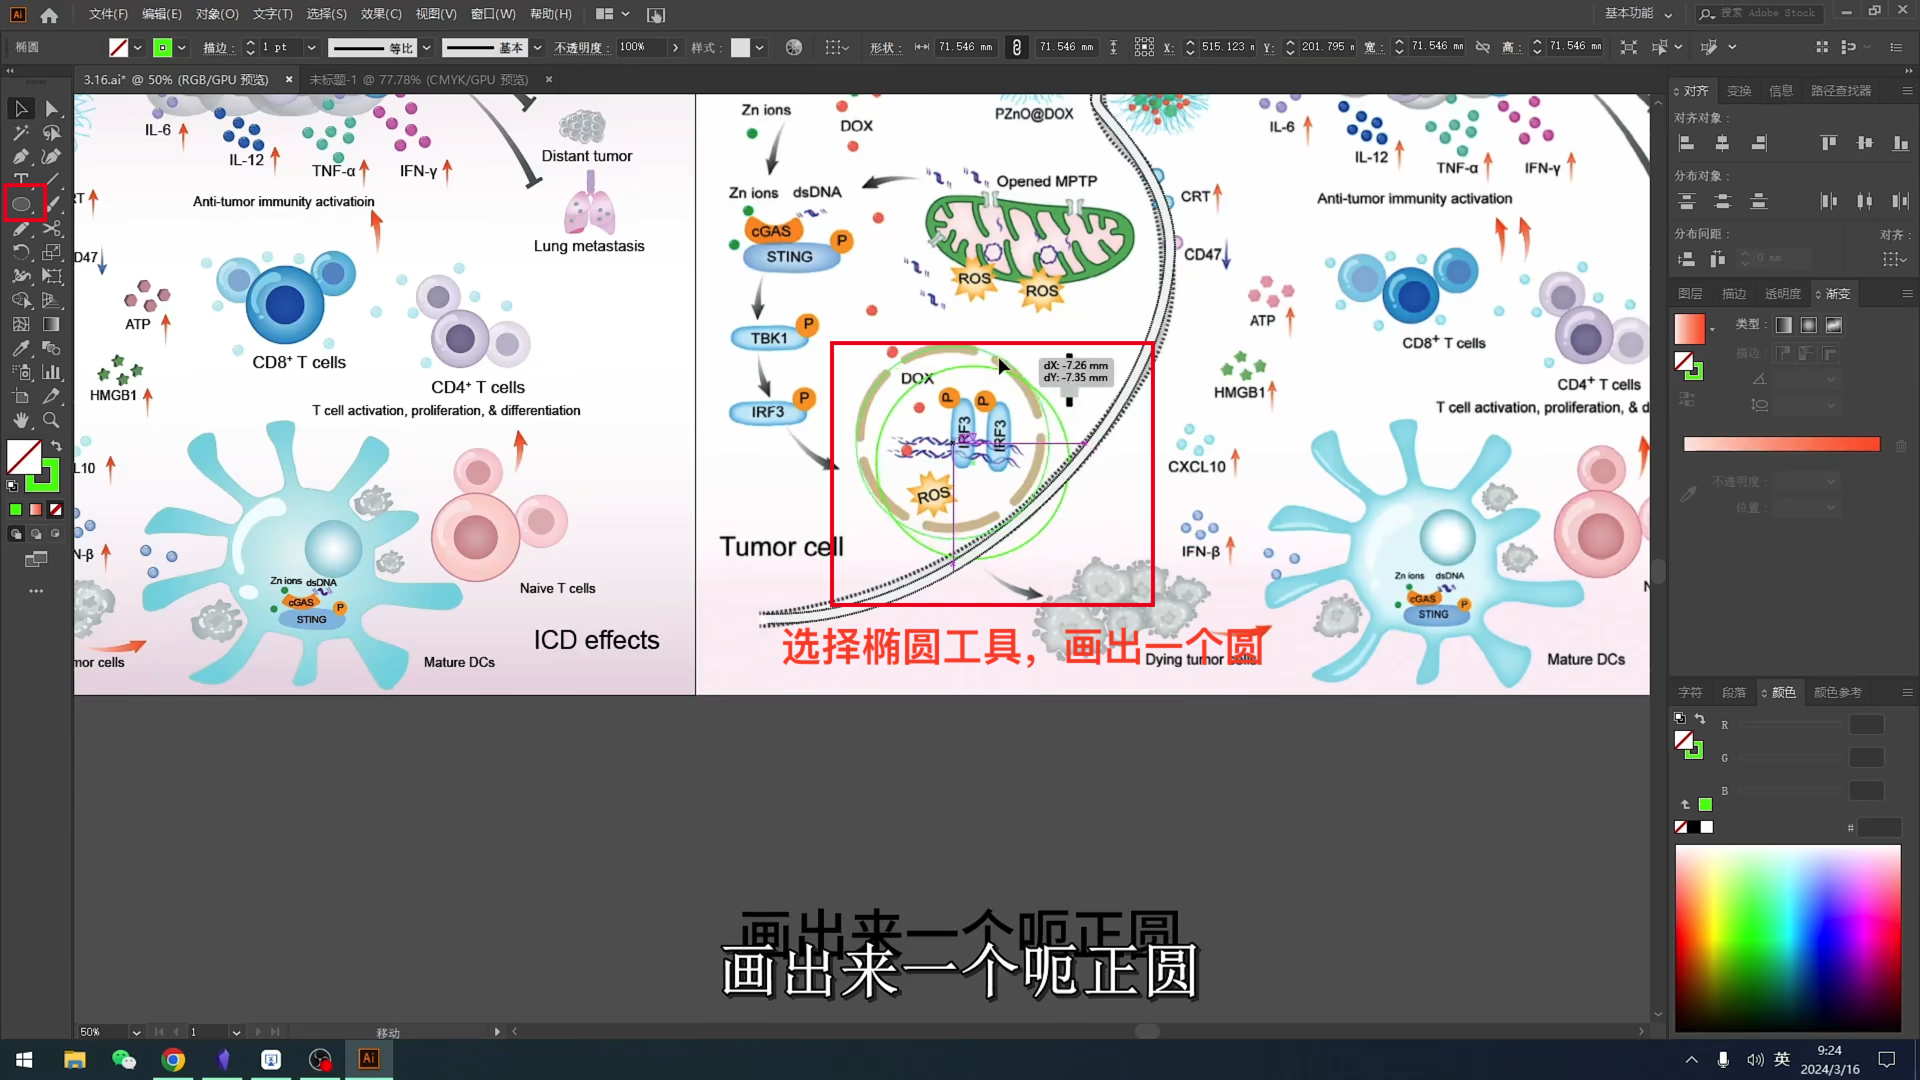 Ai 文件(F) 编辑(E) 对象(O) 文字(T) 选择(S) 效果(C) 视图(V) 窗口(W) 帮助(H) 基本功能 搜索 Adobe Stock
椭圆 描边: 1 pt 等比 基本 不透明度: 100% 样式: 形状: 71.546 mm 71.546 mm X: 515.123 Y: 201.795 宽: 71.546 mm 高: 71.546 mm
3.16.ai* @ 50% (RGB/GPU 预览) × 未标题-1 @ 77.78% (CMYK/GPU 预览) ×
IL-6
IL-12
TNF-α
IFN-γ
Distant tumor
Anti-tumor immunity activatioin
Lung metastasis
RT
D47
ATP
CD8⁺ T cells
CD4⁺ T cells
HMGB1
T cell activation, proliferation, & differentiation
L10
N-β
Zn ions dsDNA
cGAS
P
STING
Naive T cells
ICD effects
mor cells
Mature DCs
Zn ions
DOX
PZnO@DOX
Zn ions dsDNA
Opened MPTP
cGAS
P
STING
ROS
ROS
TBK1
P
IRF3
P
DOX
dX: -7.26 mm
dY: -7.35 mm
P
P
IRF3
IRF3
ROS
Tumor cell
选择椭圆工具，画出一个圆
Dying tumor cells
IL-6
IL-12
TNF-α
IFN-γ
CRT
Anti-tumor immunity activation
CD47
ATP
CD8⁺ T cells
CD4⁺ T cells
HMGB1
T cell activation, proliferation, & d
CXCL10
IFN-β
Zn ions dsDNA
cGAS
P
STING
N
Mature DCs
对齐 变换 信息 路径查找器
对齐对象:
分布对象:
分布间距: 对齐:
0 mm
图层 描边 透明度 渐变
类型:
描边:
不透明度:
位置:
字符 段落 颜色 颜色参考
R
G
B
#
画出来一个呃正圆
画出来一个呃正圆
50% 1 移动
Ai
英
9:24
2024/3/16